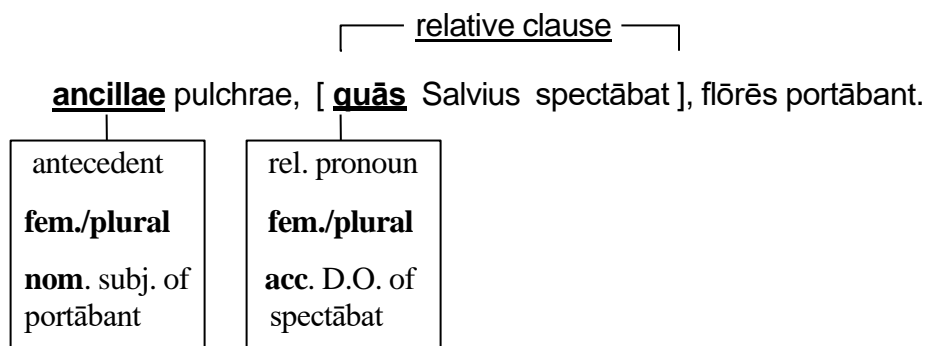 relative clause
ancillae pulchrae, [ quās Salvius spectābat ], flōrēs portābant.
antecedent
fem./plural
nom. subj. of
portābant
rel. pronoun
fem./plural
acc. D.O. of
spectābat